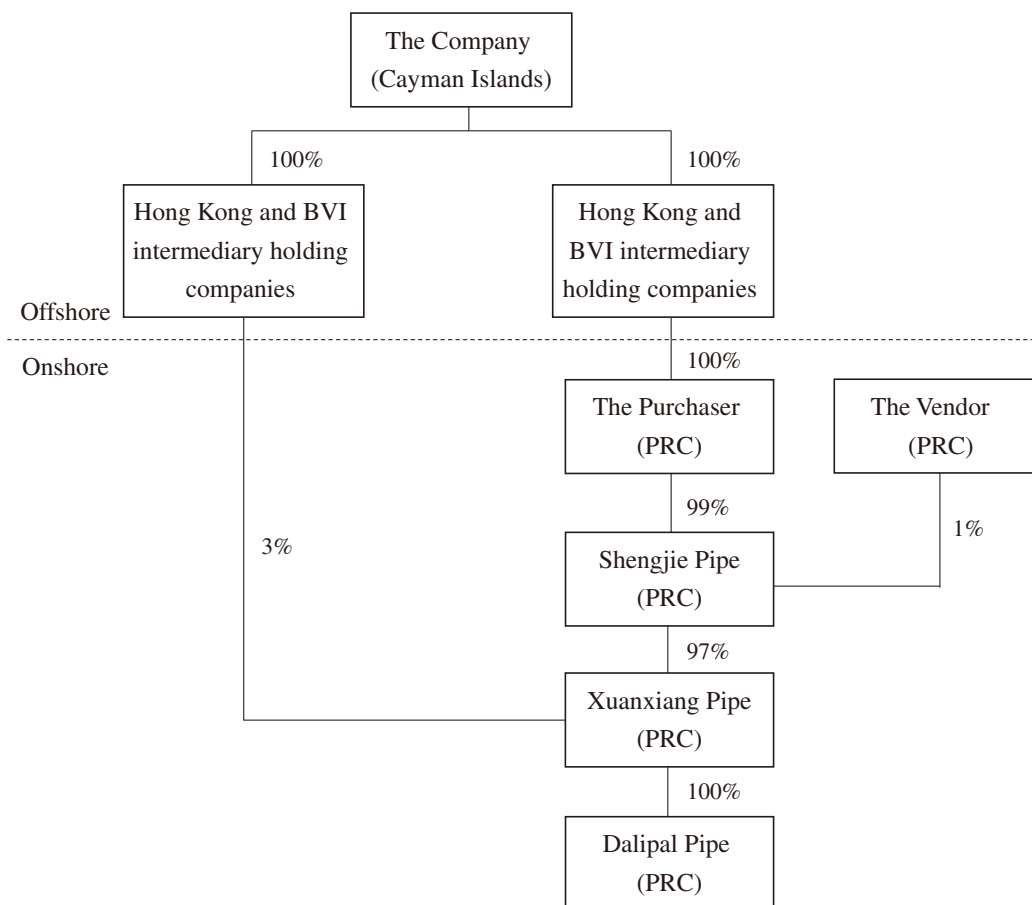 The Company
(Cayman Islands)
100%
100%
Hong Kong and BVI
intermediary holding
companies
Hong Kong and
BVI intermediary
holding companies
Offshore
Onshore
100%
The Purchaser
(PRC)
The Vendor
(PRC)
99%
1%
3%
Shengjie Pipe
(PRC)
97%
Xuanxiang Pipe
(PRC)
100%
Dalipal Pipe
(PRC)